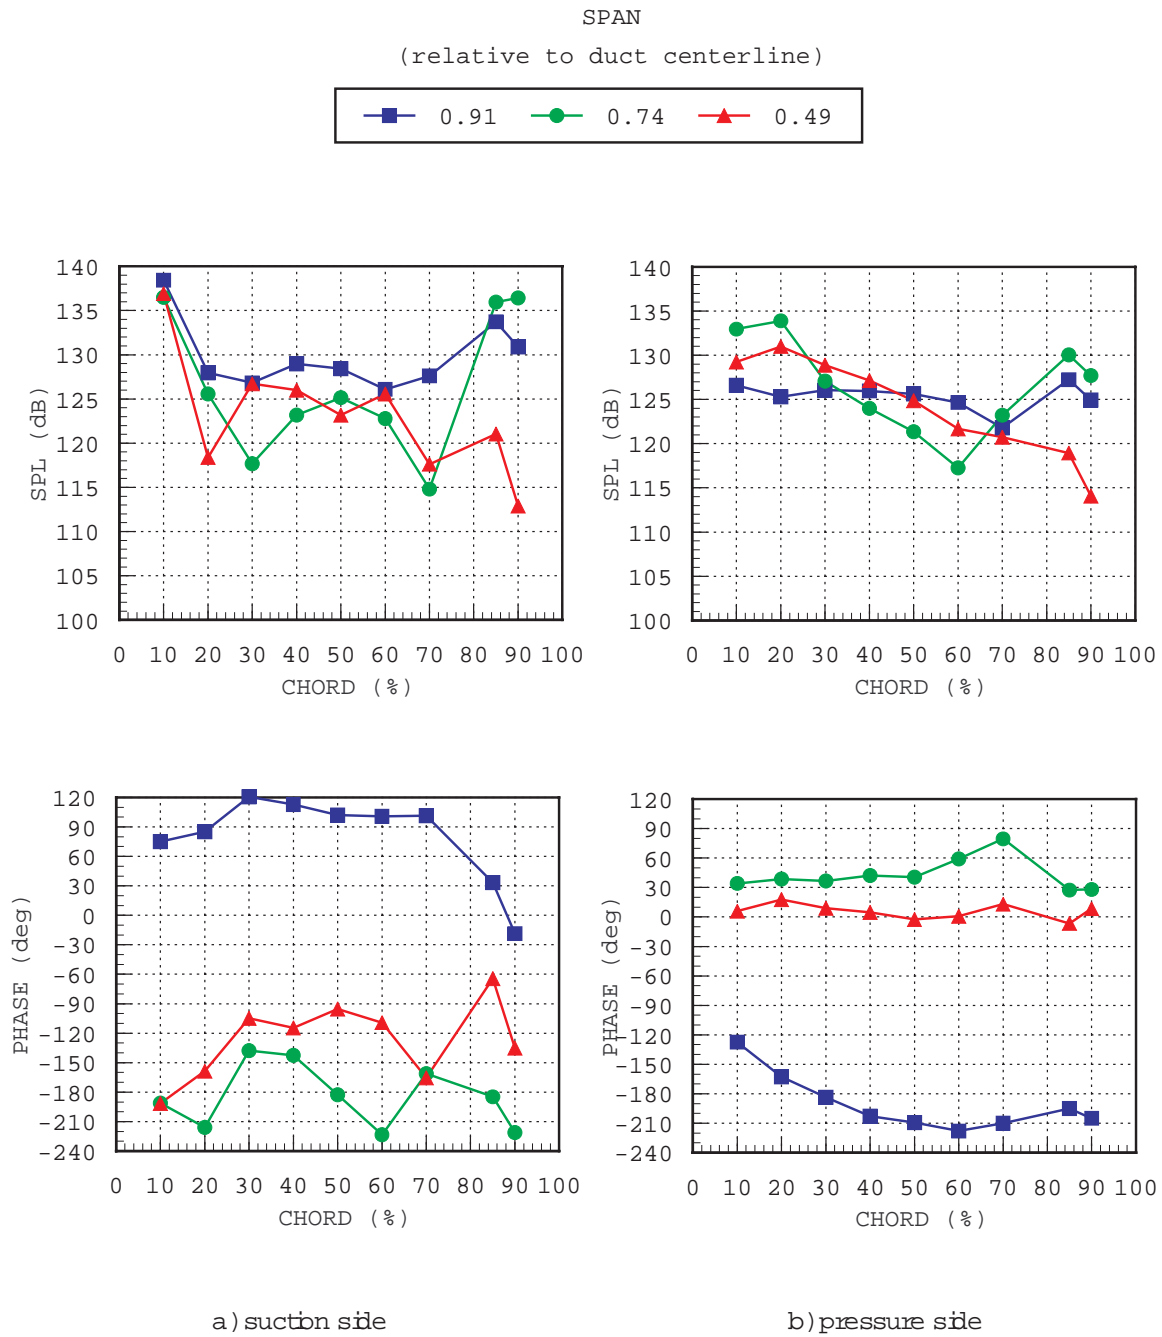 SPAN
(relative to duct centerline)
0.91 0.74 0.49
140
135
130
125
120
115
110
105
100
SPL (dB)
0 10 20 30 40 50 60 70 80 90 100
CHORD (%)
140
135
130
125
120
115
110
105
100
SPL (dB)
0 10 20 30 40 50 60 70 80 90 100
CHORD (%)
120
90
60
30
0
-30
-60
-90
-120
-150
-180
-210
-240
PHASE (deg)
0 10 20 30 40 50 60 70 80 90 100
CHORD (%)
120
90
60
30
0
-30
-60
-90
-120
-150
-180
-210
-240
PHASE (deg)
0 10 20 30 40 50 60 70 80 90 100
CHORD (%)
a) suction side
b) pressure side